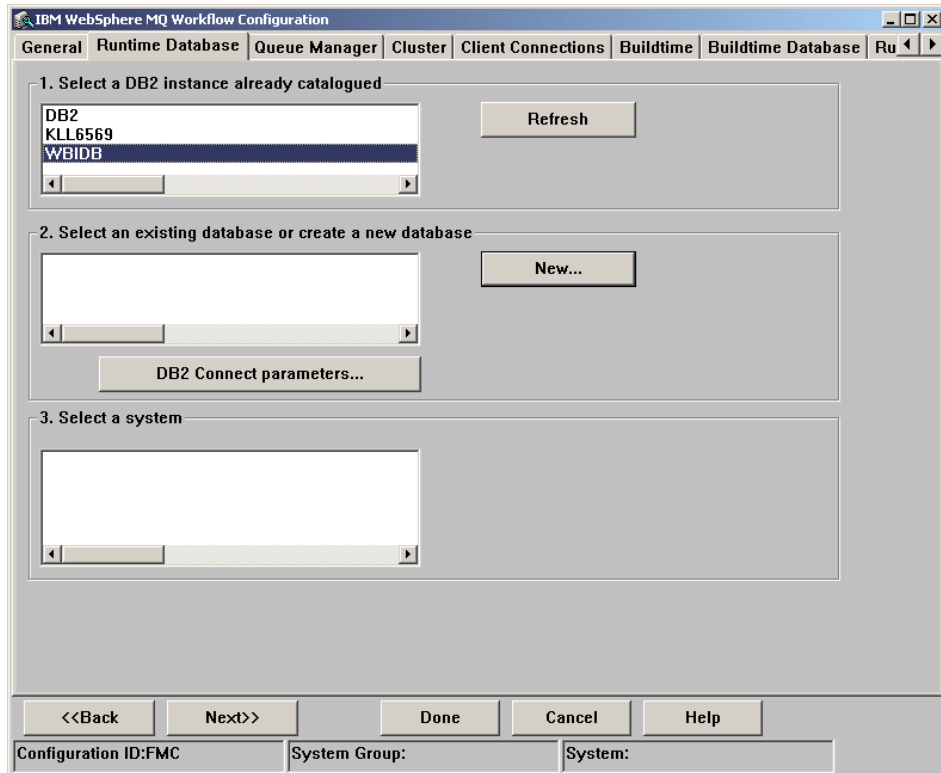 IBM WebSphere MQ Workflow Configuration
General Runtime Database Queue Manager Cluster Client Connections Buildtime Buildtime Database Ru
1. Select a DB2 instance already catalogued
DB2
KLL6569
WBIDB
Refresh
2. Select an existing database or create a new database
New...
DB2 Connect parameters...
3. Select a system
<<Back Next>> Done Cancel Help
Configuration ID:FMC System Group: System: